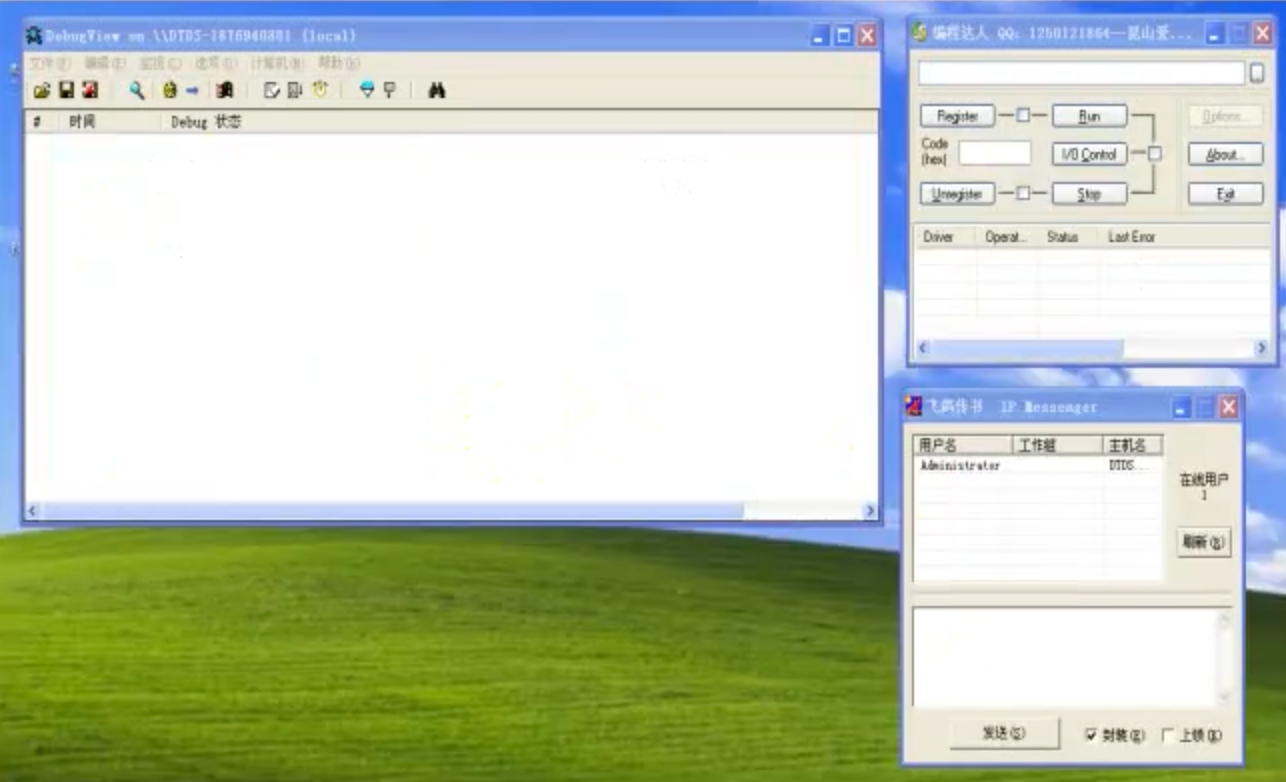 DebugView on \\DTDS-1876940801 (local)
文件(F) 编辑(E) 监视(C) 选项(O) 计算机(M) 帮助(H)
# 时间 Debug 状态
编程达人 QQ: 1250121864—昆山爱...
Register Run Options...
Code (hex) I/O Control About...
Unregister Stop Exit
Driver Operat... Status Last Error
飞鸽传书 IP Messenger
用户名 工作组 主机名
Administrator DTDS...
在线用户
1
刷新(R)
发送(S) 封装(E) 上锁(K)